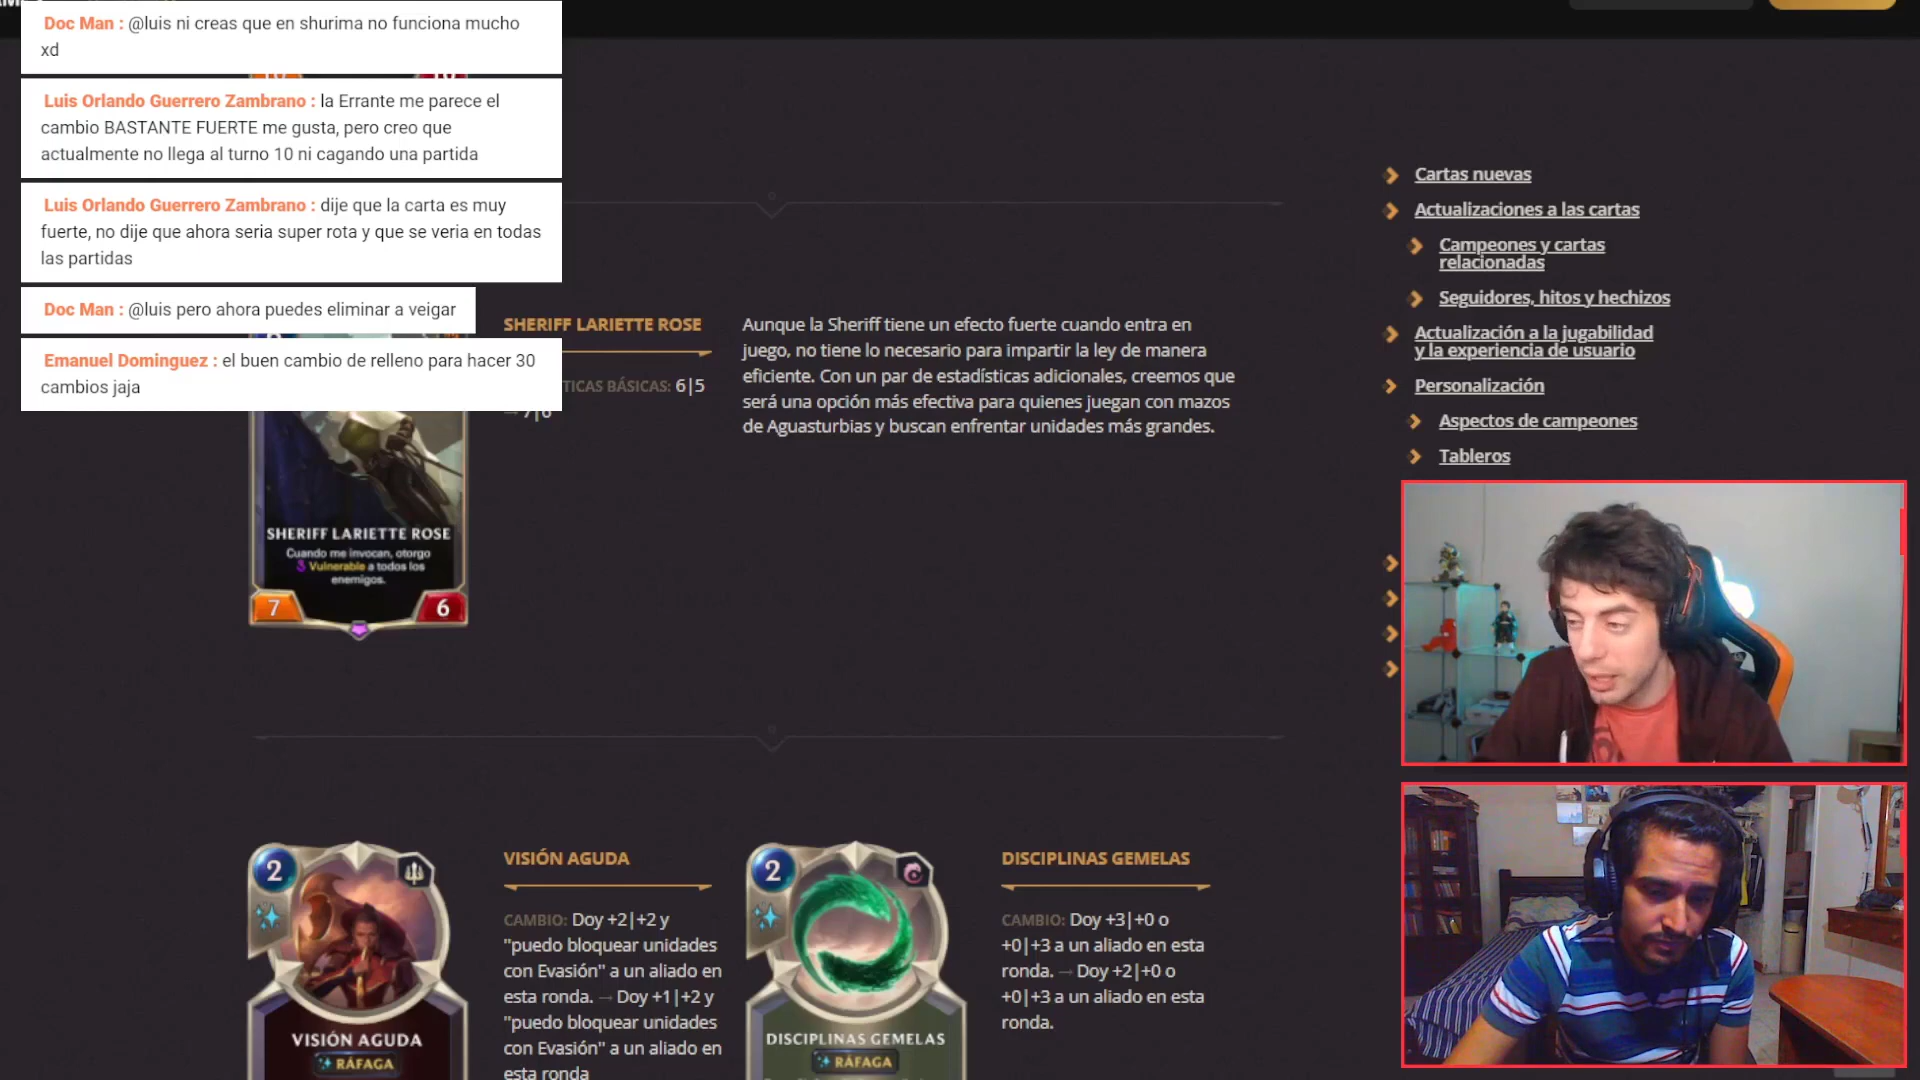 Doc Man : @luis ni creas que en shurima no funciona mucho
xd
Luis Orlando Guerrero Zambrano : la Errante me parece el
cambio BASTANTE FUERTE me gusta, pero creo que
actualmente no llega al turno 10 ni cagando una partida
Luis Orlando Guerrero Zambrano : dije que la carta es muy
fuerte, no dije que ahora seria super rota y que se veria en todas
las partidas
Doc Man : @luis pero ahora puedes eliminar a veigar
Emanuel Dominguez : el buen cambio de relleno para hacer 30
cambios jaja
SHERIFF LARIETTE ROSE
TICAS BÁSICAS: 6|5
→ 7|6
Aunque la Sheriff tiene un efecto fuerte cuando entra en
juego, no tiene lo necesario para impartir la ley de manera
eficiente. Con un par de estadísticas adicionales, creemos que
será una opción más efectiva para quienes juegan con mazos
de Aguasturbias y buscan enfrentar unidades más grandes.
SHERIFF LARIETTE ROSE
Cuando me invocan, otorgo
Vulnerable a todos los
enemigos.
7
6
Cartas nuevas
Actualizaciones a las cartas
Campeones y cartas
relacionadas
Seguidores, hitos y hechizos
Actualización a la jugabilidad
y la experiencia de usuario
Personalización
Aspectos de campeones
Tableros
2
VISIÓN AGUDA
RÁFAGA
VISIÓN AGUDA
CAMBIO: Doy +2|+2 y
"puedo bloquear unidades
con Evasión" a un aliado en
esta ronda. → Doy +1|+2 y
"puedo bloquear unidades
con Evasión" a un aliado en
esta ronda
2
DISCIPLINAS GEMELAS
RÁFAGA
DISCIPLINAS GEMELAS
CAMBIO: Doy +3|+0 o
+0|+3 a un aliado en esta
ronda. → Doy +2|+0 o
+0|+3 a un aliado en esta
ronda.